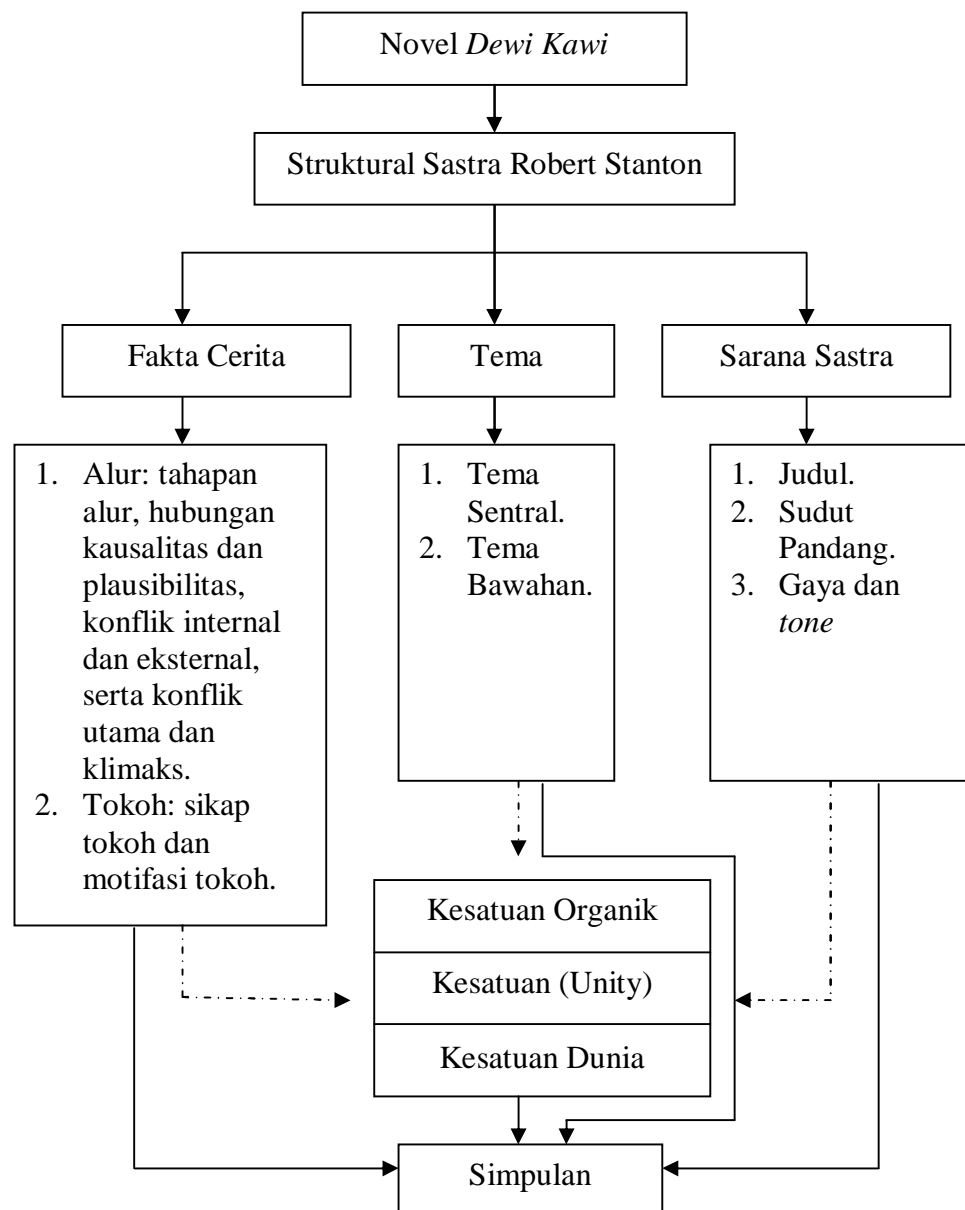 Novel Dewi Kawi
Struktural Sastra Robert Stanton
Fakta Cerita
Tema
Sarana Sastra
1. Alur: tahapan
alur, hubungan
kausalitas dan
plausibilitas,
konflik internal
dan eksternal,
serta konflik
utama dan
klimaks.
2. Tokoh: sikap
tokoh dan
motifasi tokoh.
1. Tema
Sentral.
2. Tema
Bawahan.
1. Judul.
2. Sudut
Pandang.
3. Gaya dan
tone
Kesatuan Organik
Kesatuan (Unity)
Kesatuan Dunia
Simpulan